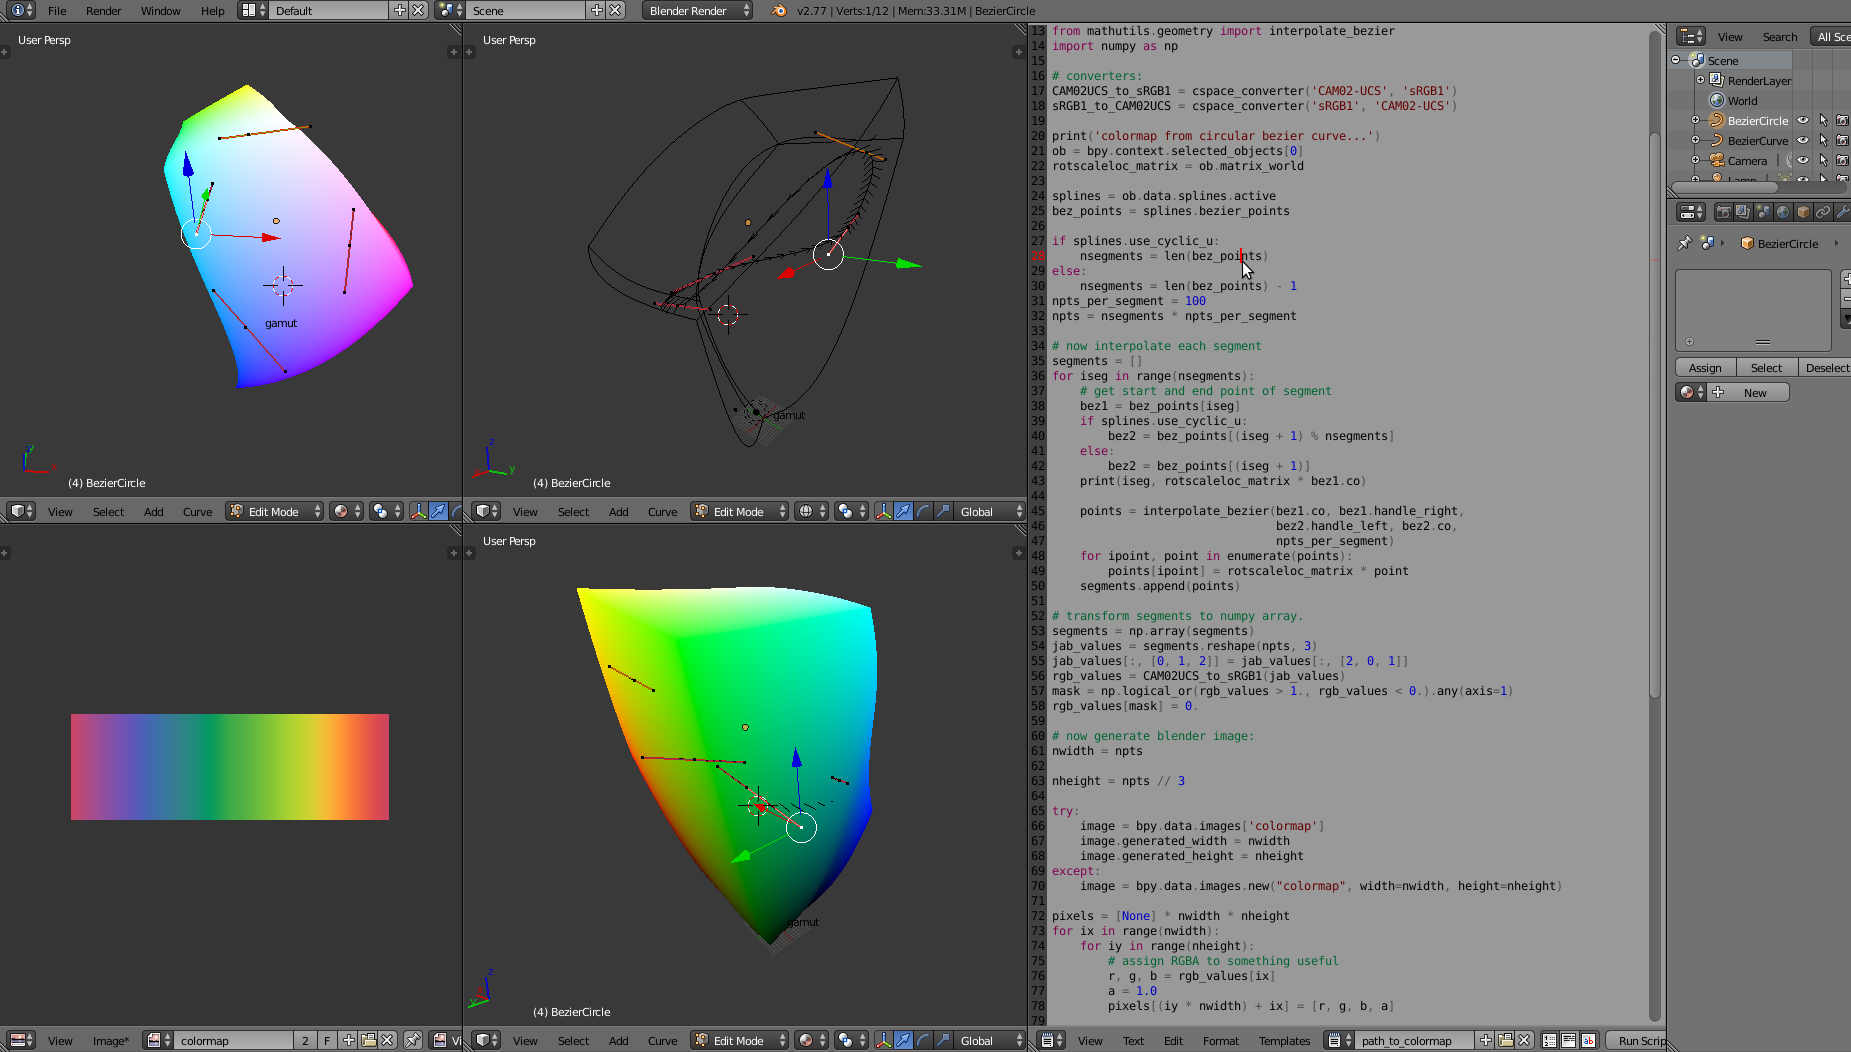 File Render Window Help Default Scene Blender Render v2.77 | Verts:1/12 | Mem:33.31M | BezierCircle
User Persp
gamut
(4) BezierCircle
View Select Add Curve Edit Mode
User Persp
gamut
(4) BezierCircle
View Select Add Curve Edit Mode Global
View Image* colormap 2 F Vi
User Persp
gamut
(4) BezierCircle
View Select Add Curve Edit Mode Global
13 from mathutils.geometry import interpolate_bezier
14 import numpy as np
15
16 # converters:
17 CAM02UCS_to_sRGB1 = cspace_converter('CAM02-UCS', 'sRGB1')
18 sRGB1_to_CAM02UCS = cspace_converter('sRGB1', 'CAM02-UCS')
19
20 print('colormap from circular bezier curve...')
21 ob = bpy.context.selected_objects[0]
22 rotscaleloc_matrix = ob.matrix_world
23
24 splines = ob.data.splines.active
25 bez_points = splines.bezier_points
26
27 if splines.use_cyclic_u:
28     nsegments = len(bez_points)
29 else:
30     nsegments = len(bez_points) - 1
31 npts_per_segment = 100
32 npts = nsegments * npts_per_segment
33
34 # now interpolate each segment
35 segments = []
36 for iseg in range(nsegments):
37     # get start and end point of segment
38     bez1 = bez_points[iseg]
39     if splines.use_cyclic_u:
40         bez2 = bez_points[(iseg + 1) % nsegments]
41     else:
42         bez2 = bez_points[(iseg + 1)]
43     print(iseg, rotscaleloc_matrix * bez1.co)
44
45     points = interpolate_bezier(bez1.co, bez1.handle_right,
46                                 bez2.handle_left, bez2.co,
47                                 npts_per_segment)
48     for ipoint, point in enumerate(points):
49         points[ipoint] = rotscaleloc_matrix * point
50     segments.append(points)
51
52 # transform segments to numpy array.
53 segments = np.array(segments)
54 jab_values = segments.reshape(npts, 3)
55 jab_values[:, [0, 1, 2]] = jab_values[:, [2, 0, 1]]
56 rgb_values = CAM02UCS_to_sRGB1(jab_values)
57 mask = np.logical_or(rgb_values > 1., rgb_values < 0.).any(axis=1)
58 rgb_values[mask] = 0.
59
60 # now generate blender image:
61 nwidth = npts
62
63 nheight = npts // 3
64
65 try:
66     image = bpy.data.images['colormap']
67     image.generated_width = nwidth
68     image.generated_height = nheight
69 except:
70     image = bpy.data.images.new("colormap", width=nwidth, height=nheight)
71
72 pixels = [None] * nwidth * nheight
73 for ix in range(nwidth):
74     for iy in range(nheight):
75         # assign RGBA to something useful
76         r, g, b = rgb_values[ix]
77         a = 1.0
78         pixels[(iy * nwidth) + ix] = [r, g, b, a]
79
View Text Edit Format Templates path_to_colormap Run Scrip
View Search All Sce
Scene
RenderLayer
World
BezierCircle
BezierCurve
Camera
BezierCircle
Assign Select Deselect
New